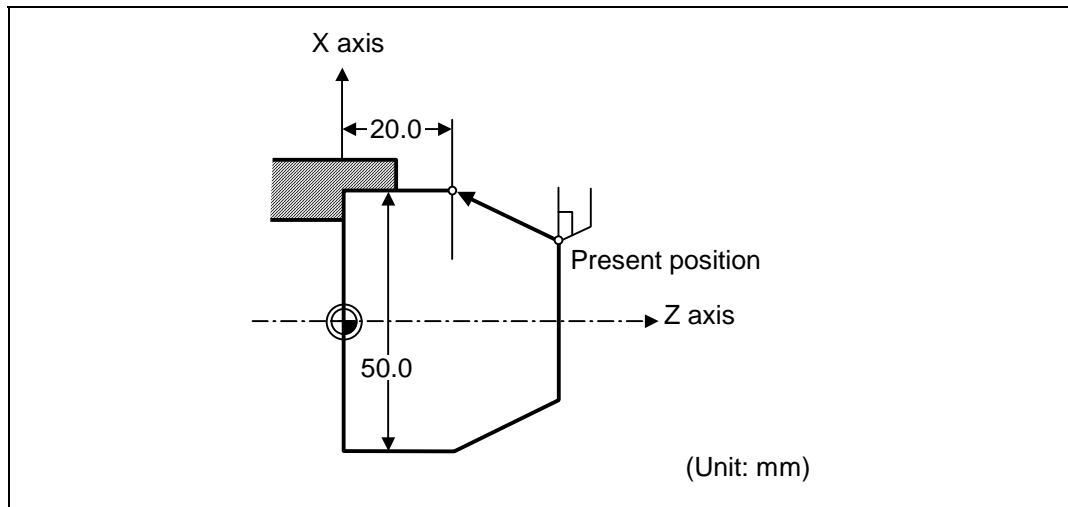 X axis
20.0
Present position
Z axis
50.0
(Unit: mm)